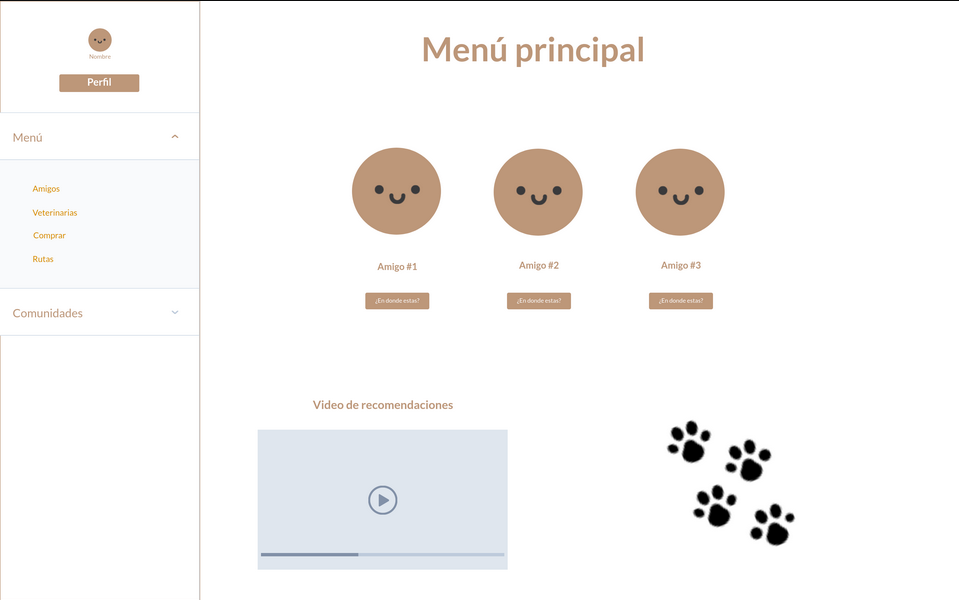 Nombre
Perfil
Menú
Amigos
Veterinarias
Comprar
Rutas
Comunidades
Menú principal
Amigo #1
Amigo #2
Amigo #3
¿En donde estas?
¿En donde estas?
¿En donde estas?
Video de recomendaciones